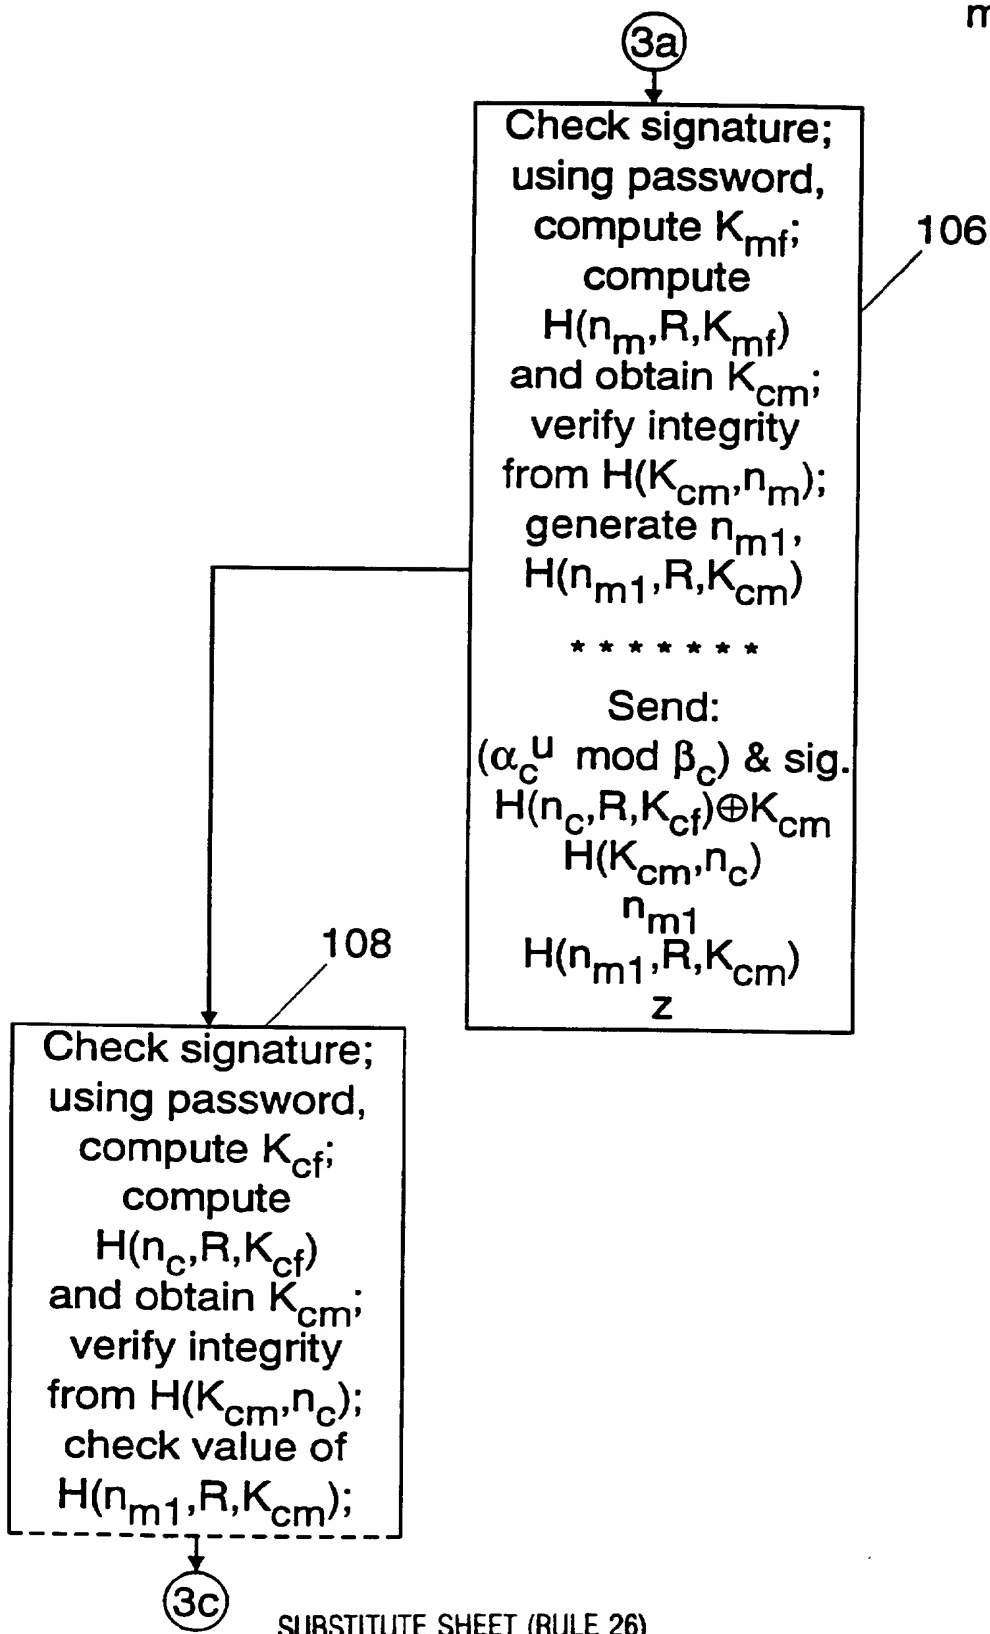 3a
Check signature;
using password,
compute K_mf;
compute
H(n_m,R,K_mf)
and obtain K_cm;
verify integrity
from H(K_cm,n_m);
generate n_m1,
H(n_m1,R,K_cm)
* * * * * * *
Send:
(α_c^u mod β_c) & sig.
H(n_c,R,K_cf)⊕K_cm
H(K_cm,n_c)
n_m1
H(n_m1,R,K_cm)
z
106
108
Check signature;
using password,
compute K_cf;
compute
H(n_c,R,K_cf)
and obtain K_cm;
verify integrity
from H(K_cm,n_c);
check value of
H(n_m1,R,K_cm);
3c
SUBSTITUTE SHEET (RULE 26)